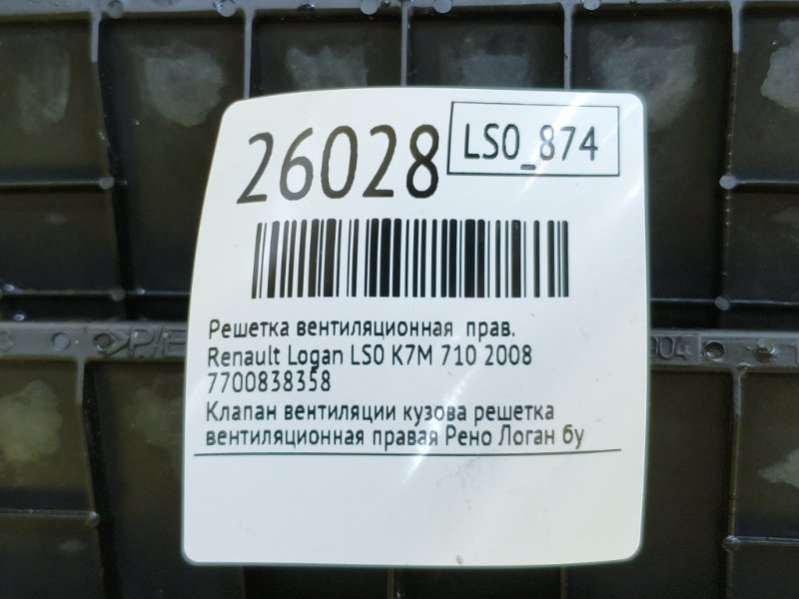 26028
LS0_874
Решетка вентиляционная прав.
Renault Logan LS0 K7M 710 2008
7700838358
Клапан вентиляции кузова решетка
вентиляционная правая Рено Логан бу